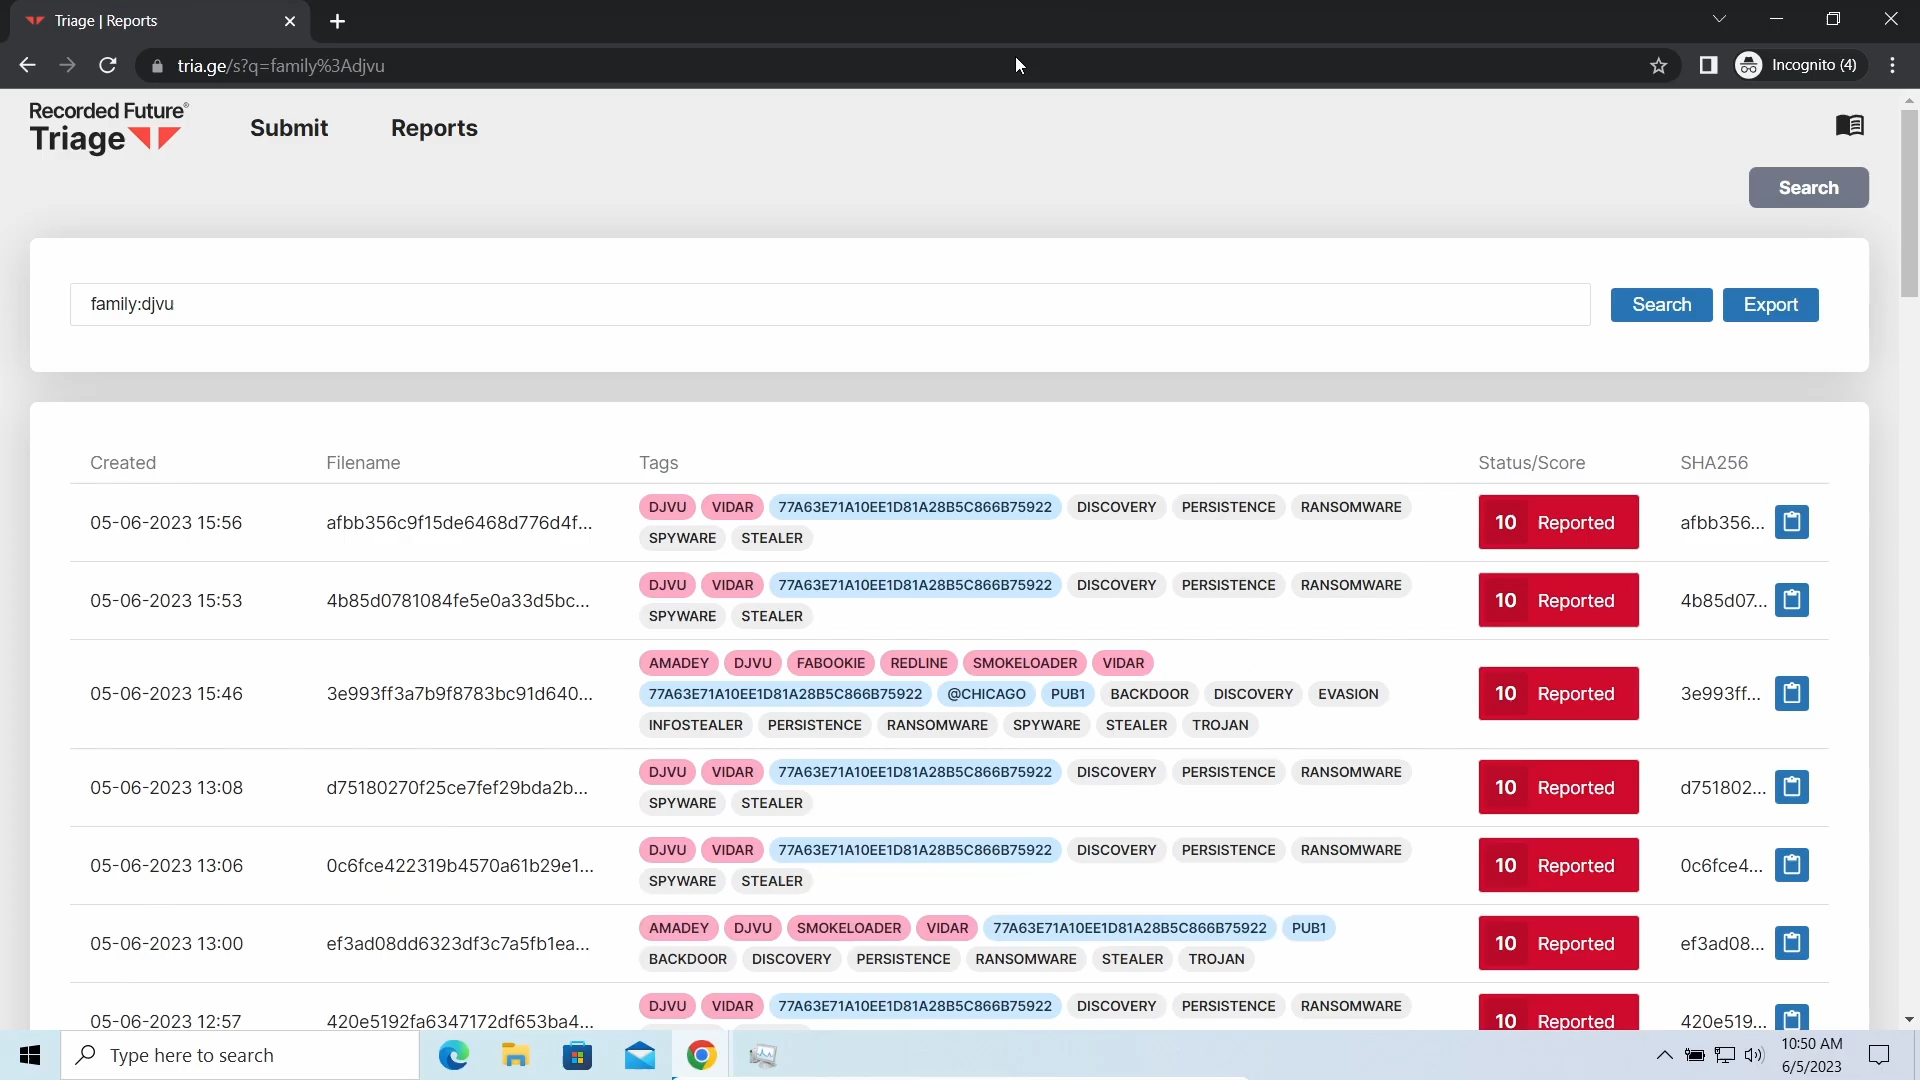 Triage | Reports
tria.ge/s?q=family%3Adjvu
Incognito (4)
Recorded Future®
Triage
Submit
Reports
Search
family:djvu
Search
Export
Created
Filename
Tags
Status/Score
SHA256
05-06-2023 15:56
afbb356c9f15de6468d776d4f...
DJVU VIDAR 77A63E71A10EE1D81A28B5C866B75922 DISCOVERY PERSISTENCE RANSOMWARE
SPYWARE STEALER
10 Reported
afbb356...
05-06-2023 15:53
4b85d0781084fe5e0a33d5bc...
DJVU VIDAR 77A63E71A10EE1D81A28B5C866B75922 DISCOVERY PERSISTENCE RANSOMWARE
SPYWARE STEALER
10 Reported
4b85d07...
05-06-2023 15:46
3e993ff3a7b9f8783bc91d640...
AMADEY DJVU FABOOKIE REDLINE SMOKELOADER VIDAR
77A63E71A10EE1D81A28B5C866B75922 @CHICAGO PUB1 BACKDOOR DISCOVERY EVASION
INFOSTEALER PERSISTENCE RANSOMWARE SPYWARE STEALER TROJAN
10 Reported
3e993ff...
05-06-2023 13:08
d75180270f25ce7fef29bda2b...
DJVU VIDAR 77A63E71A10EE1D81A28B5C866B75922 DISCOVERY PERSISTENCE RANSOMWARE
SPYWARE STEALER
10 Reported
d751802...
05-06-2023 13:06
0c6fce422319b4570a61b29e1...
DJVU VIDAR 77A63E71A10EE1D81A28B5C866B75922 DISCOVERY PERSISTENCE RANSOMWARE
SPYWARE STEALER
10 Reported
0c6fce4...
05-06-2023 13:00
ef3ad08dd6323df3c7a5fb1ea...
AMADEY DJVU SMOKELOADER VIDAR 77A63E71A10EE1D81A28B5C866B75922 PUB1
BACKDOOR DISCOVERY PERSISTENCE RANSOMWARE STEALER TROJAN
10 Reported
ef3ad08...
05-06-2023 12:57
420e5192fa6347172df653ba4...
DJVU VIDAR 77A63E71A10EE1D81A28B5C866B75922 DISCOVERY PERSISTENCE RANSOMWARE
10 Reported
420e519...
Type here to search
10:50 AM
6/5/2023